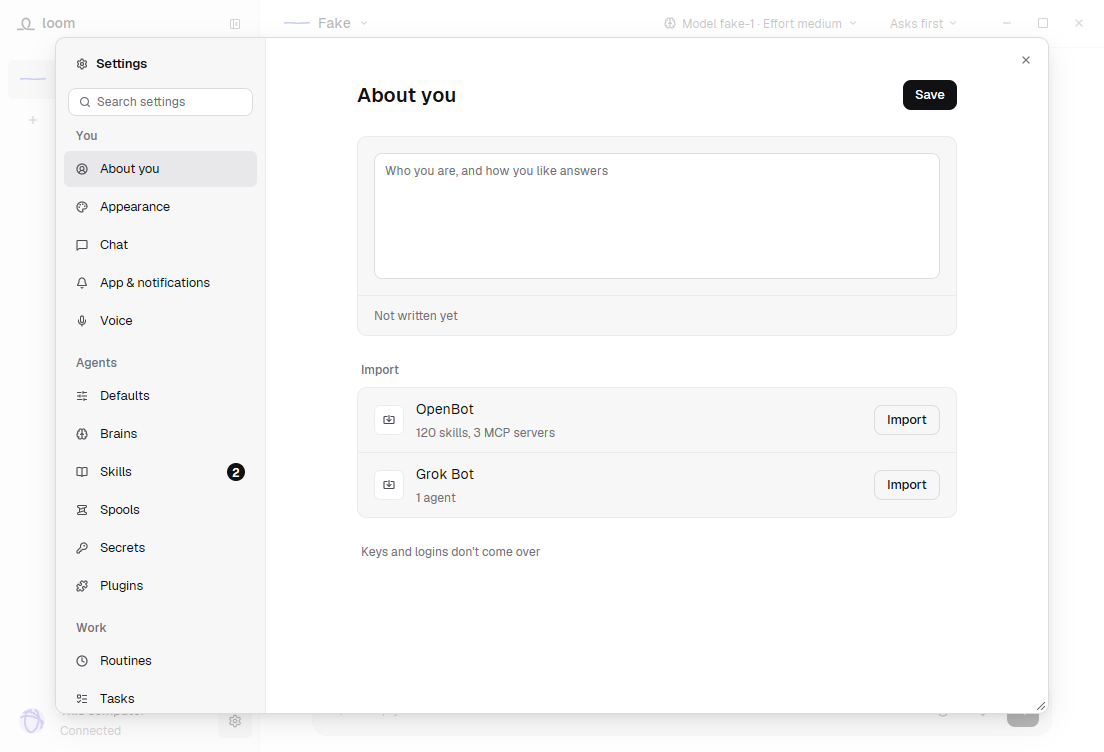 loom
Fake
Model fake-1 · Effort medium
Asks first
Settings
Search settings
You
About you
Appearance
Chat
App & notifications
Voice
Agents
Defaults
Brains
Skills
2
Spools
Secrets
Plugins
Work
Routines
Tasks
About you
Save
Who you are, and how you like answers
Not written yet
Import
OpenBot
120 skills, 3 MCP servers
Import
Grok Bot
1 agent
Import
Keys and logins don't come over
Connected